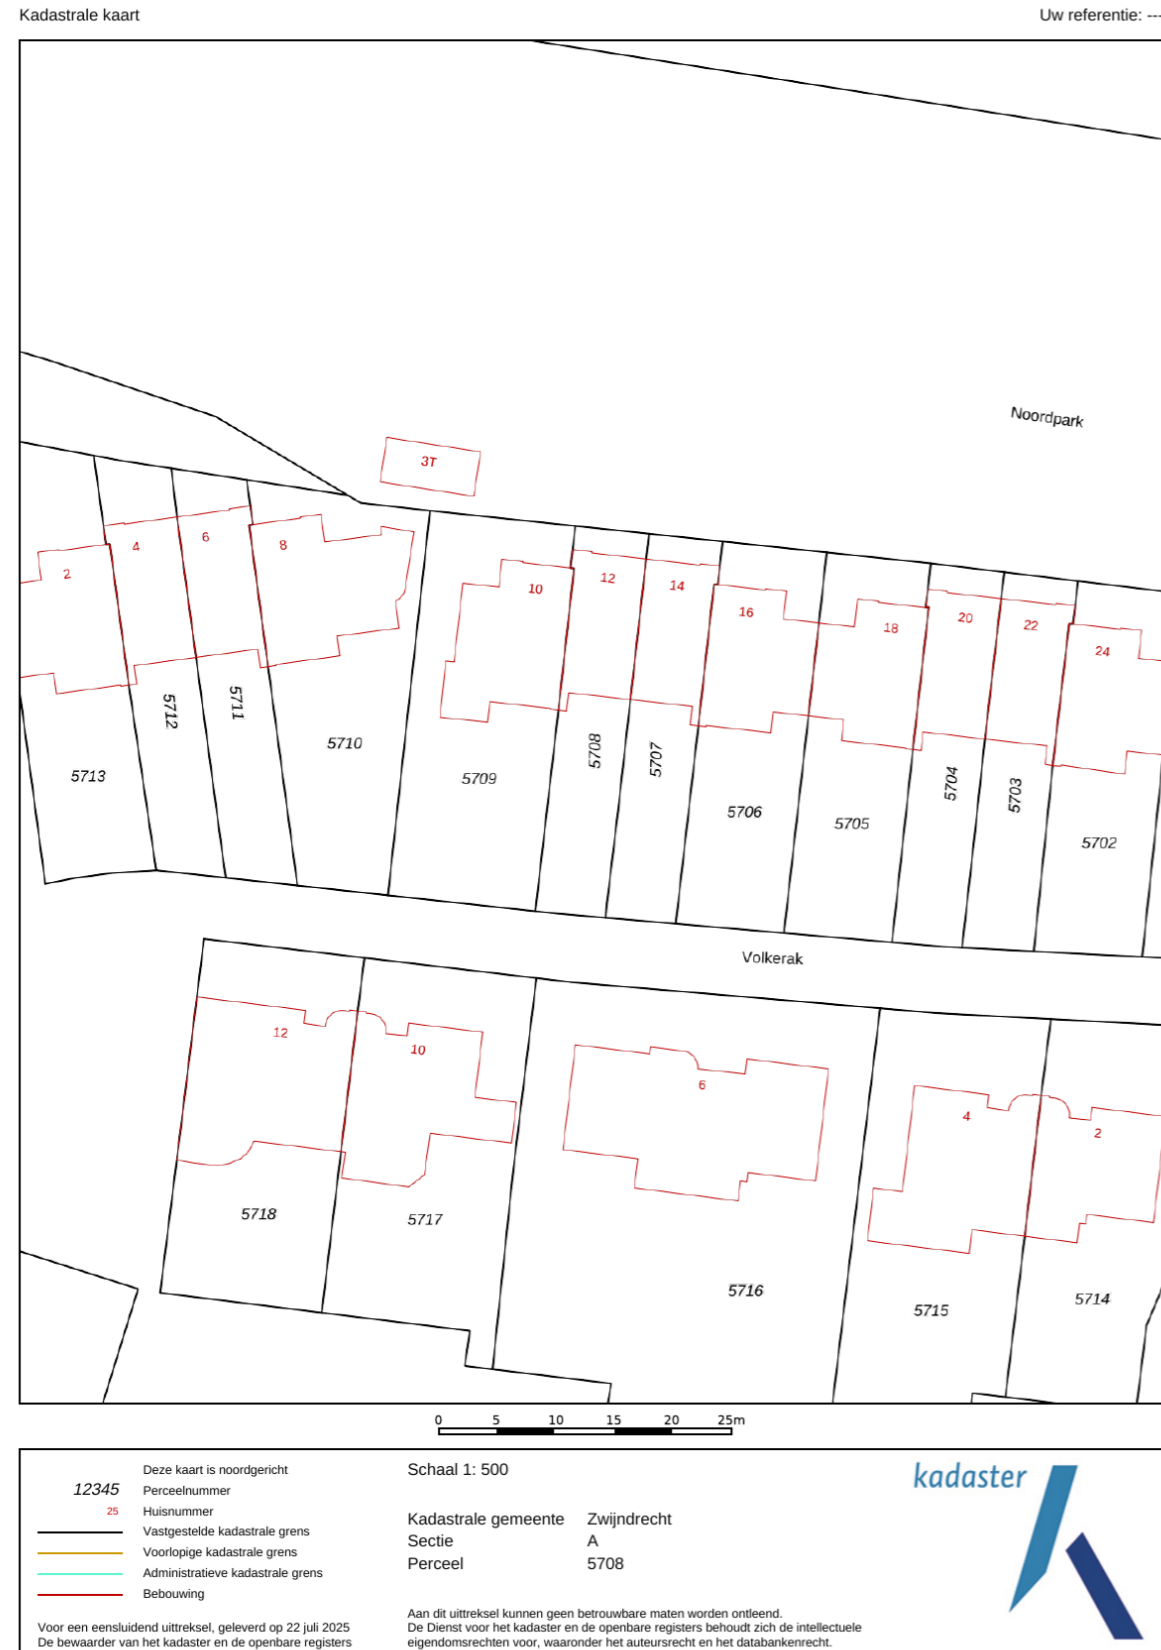 Kadastrale kaart
Uw referentie: ---
Noordpark
3T
2
4
6
8
10
12
14
16
18
20
22
24
5713
5712
5711
5710
5709
5708
5707
5706
5705
5704
5703
5702
Volkerak
12
10
6
4
2
5718
5717
5716
5715
5714
0 5 10 15 20 25m
Deze kaart is noordgericht
12345 Perceelnummer
25 Huisnummer
Vastgestelde kadastrale grens
Voorlopige kadastrale grens
Administratieve kadastrale grens
Bebouwing
Voor een eensluidend uittreksel, geleverd op 22 juli 2025
De bewaarder van het kadaster en de openbare registers
Schaal 1: 500
Kadastrale gemeente Zwijndrecht
Sectie A
Perceel 5708
Aan dit uittreksel kunnen geen betrouwbare maten worden ontleend.
De Dienst voor het kadaster en de openbare registers behoudt zich de intellectuele
eigendomsrechten voor, waaronder het auteursrecht en het databankenrecht.
kadaster